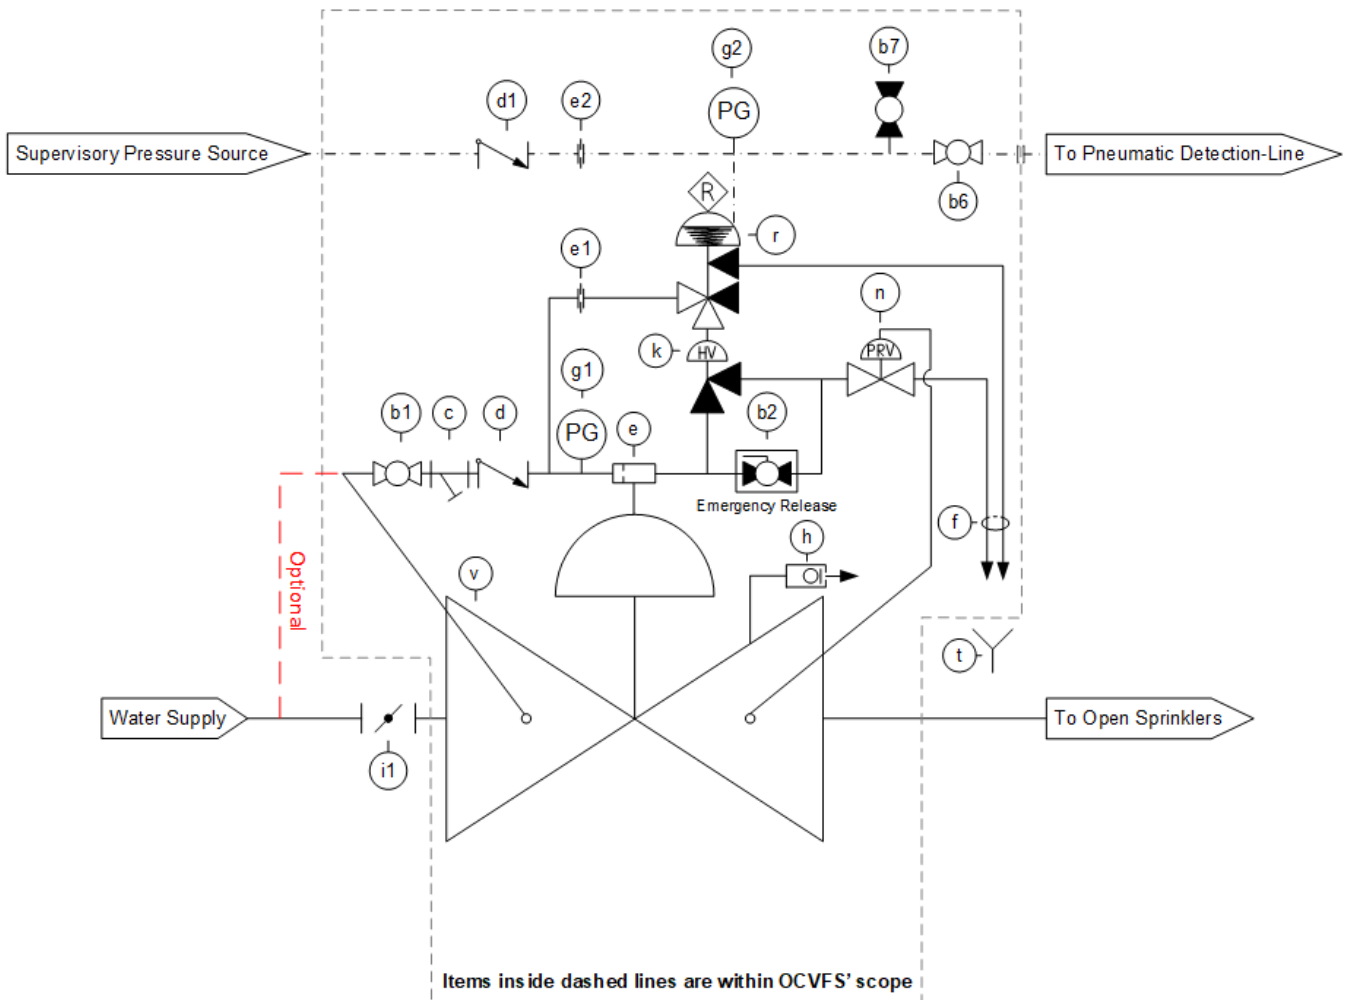 g2
b7
d1
e2
PG
Supervisory Pressure Source
To Pneumatic Detection-Line
R
b6
r
e1
n
k
HV
PRV
g1
b1
c
d
PG
e
b2
Emergency Release
f
h
Optional
v
t
Water Supply
To Open Sprinklers
i1
Items inside dashed lines are within OCVFS' scope